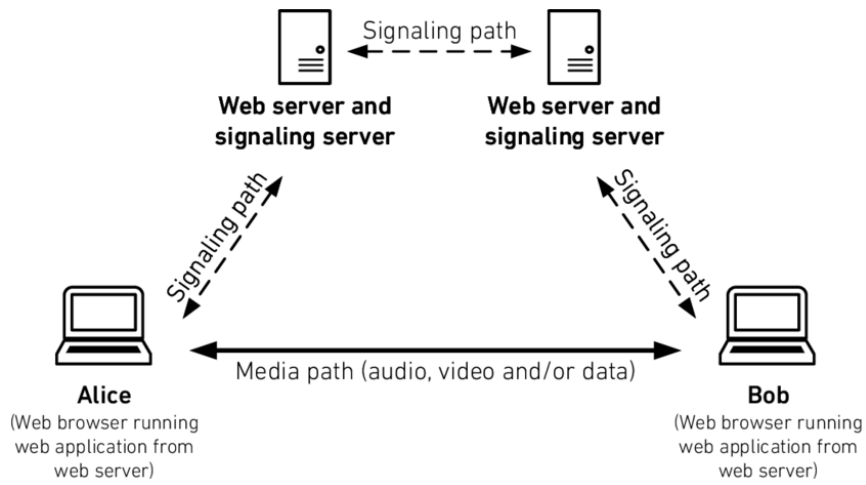 Signaling path
Web server and
signaling server
Web server and
signaling server
Signaling path
Signaling path
Media path (audio, video and/or data)
Alice
(Web browser running
web application from
web server)
Bob
(Web browser running
web application from
web server)